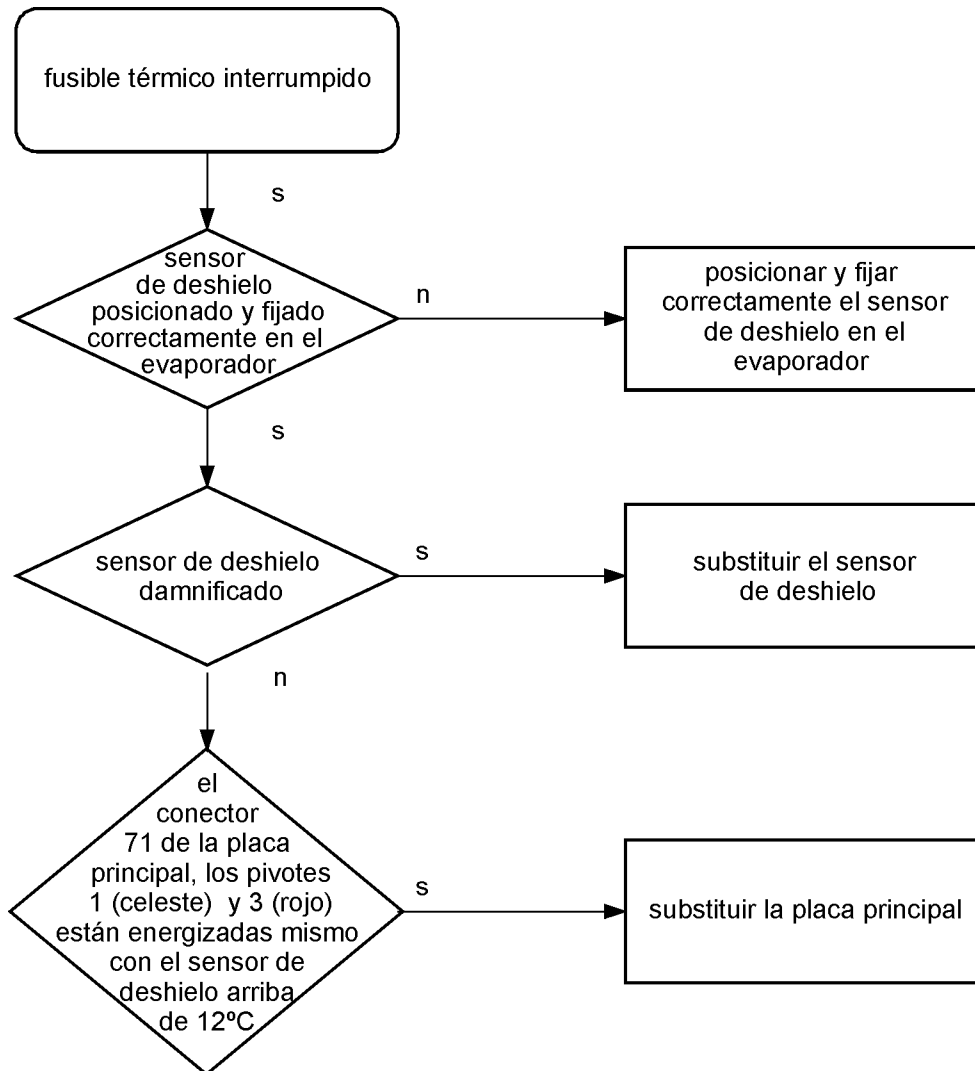 fusible térmico interrumpido
s
sensor
de deshielo
posicionado y fijado
correctamente en el
evaporador
n
posicionar y fijar
correctamente el sensor
de deshielo en el
evaporador
s
sensor de deshielo
damnificado
s
substituir el sensor
de deshielo
n
el
conector
71 de la placa
principal, los pivotes
1 (celeste) y 3 (rojo)
están energizadas mismo
con el sensor de
deshielo arriba
de 12ºC
s
substituir la placa principal